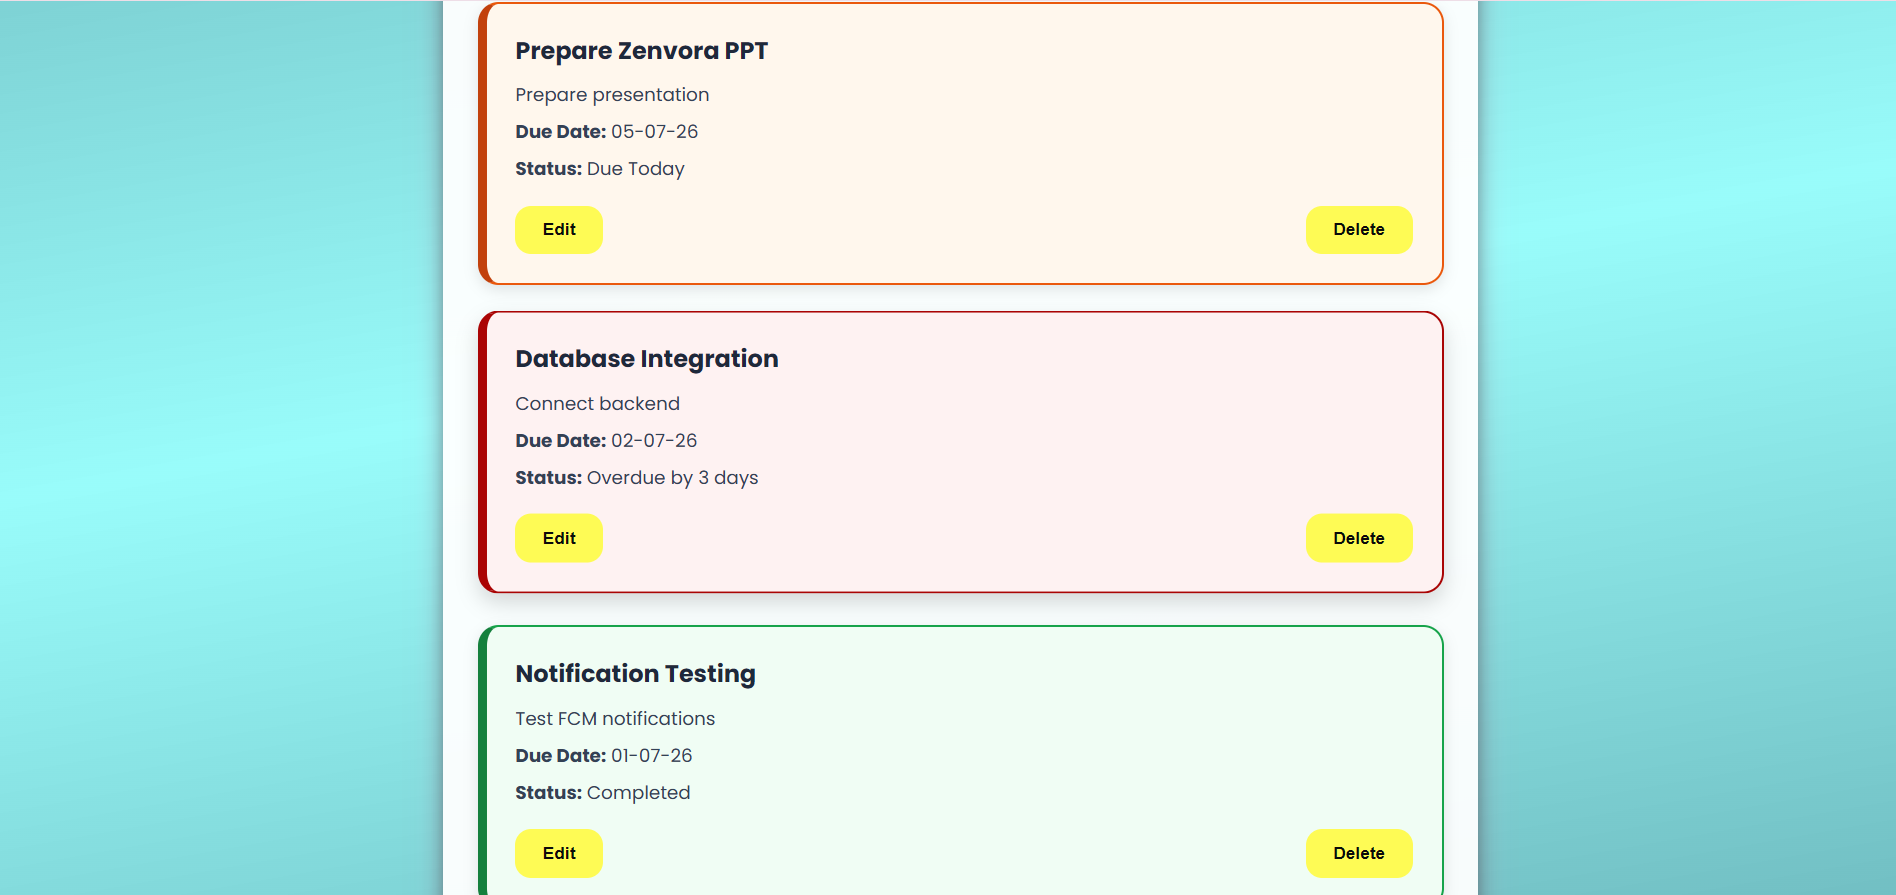 Prepare Zenvora PPT
Prepare presentation
Due Date: 05-07-26
Status: Due Today
Edit Delete
Database Integration
Connect backend
Due Date: 02-07-26
Status: Overdue by 3 days
Edit Delete
Notification Testing
Test FCM notifications
Due Date: 01-07-26
Status: Completed
Edit Delete